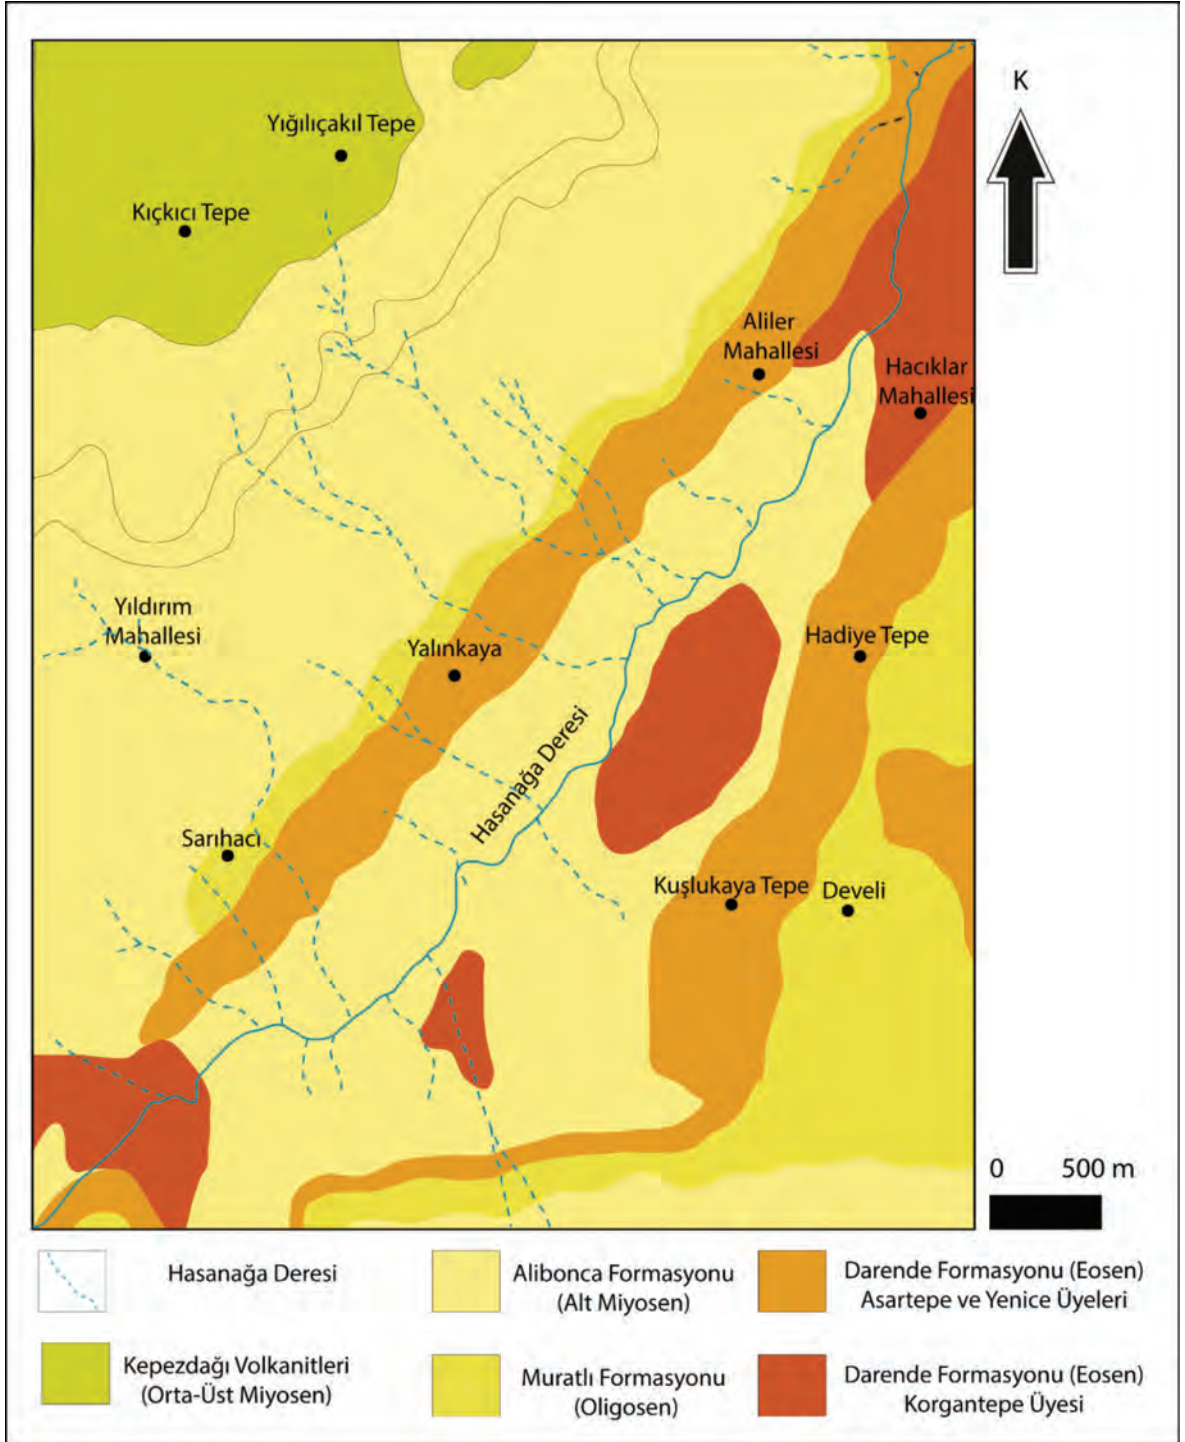 K
Yığılıçakıl Tepe
Kıçkıcı Tepe
Aliler
Mahallesi
Hacıklar
Mahallesi
Yıldırım
Mahallesi
Yalınkaya
Hadiye Tepe
Hasanağa Deresi
Sarıhacı
Kuşlukaya Tepe
Develi
0 500 m
Hasanağa Deresi
Alibonca Formasyonu
(Alt Miyosen)
Darende Formasyonu (Eosen)
Asartepe ve Yenice Üyeleri
Kepezdağı Volkanitleri
(Orta-Üst Miyosen)
Muratlı Formasyonu
(Oligosen)
Darende Formasyonu (Eosen)
Korgantepe Üyesi